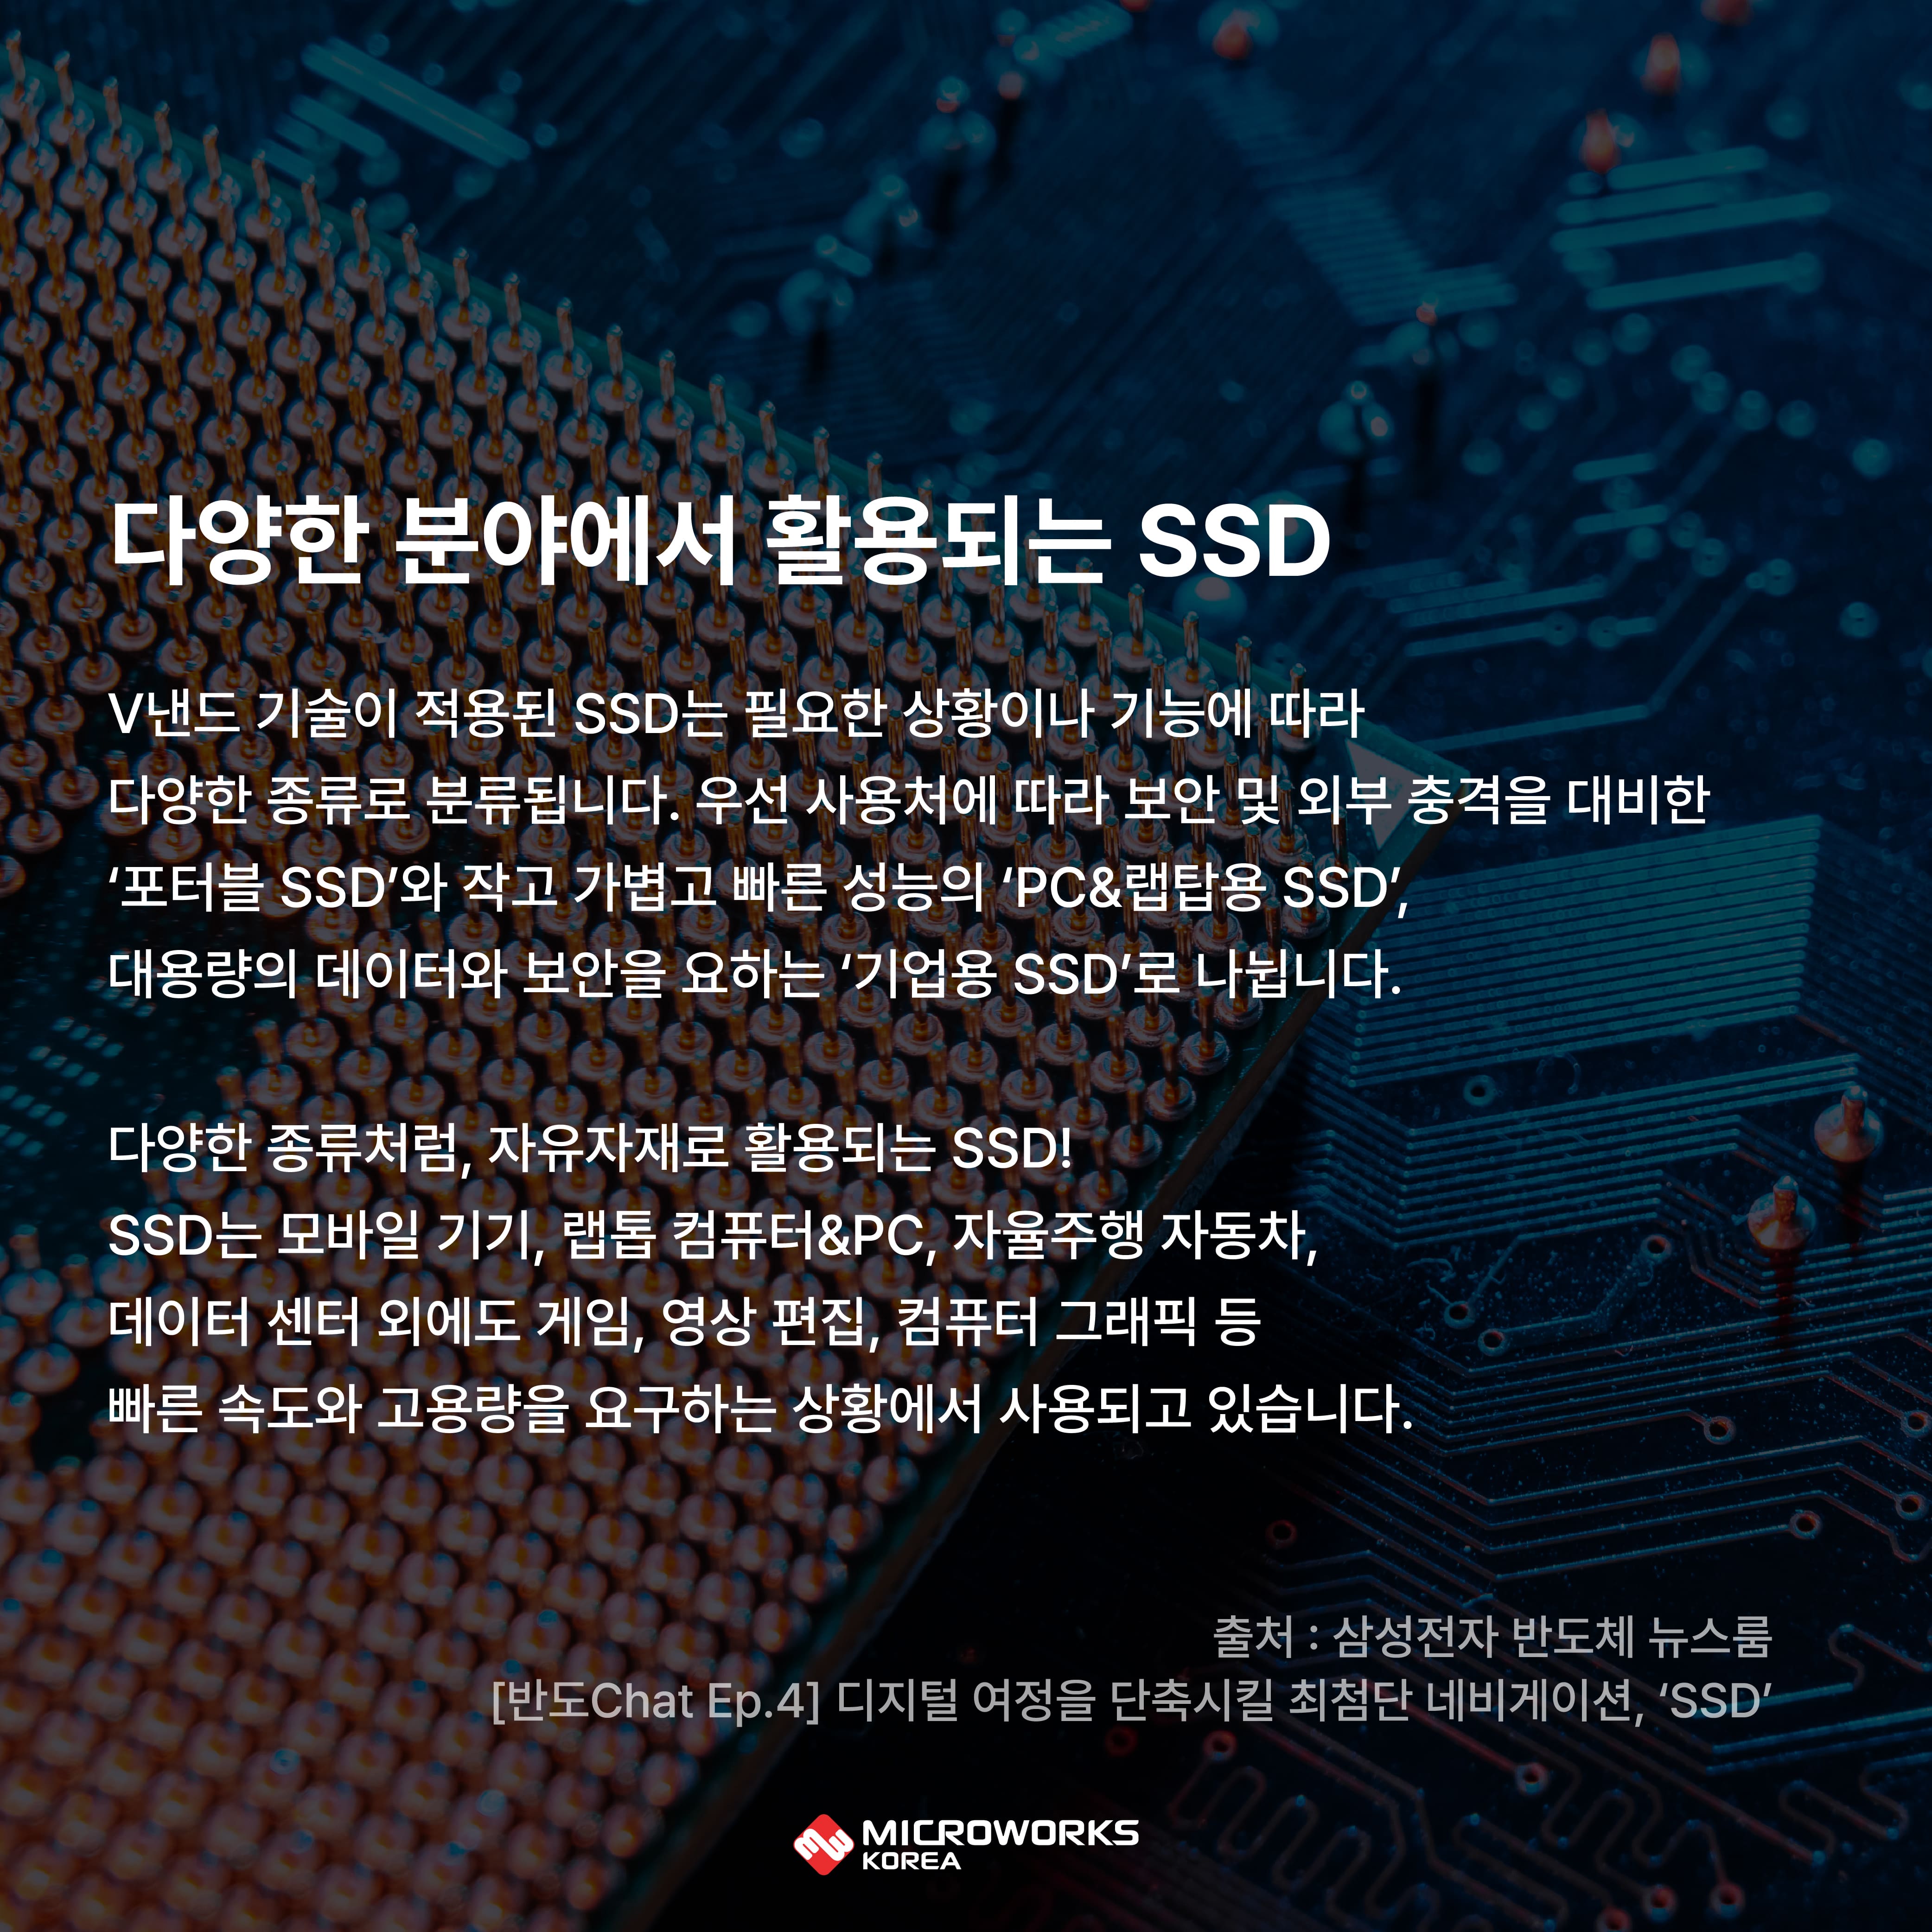 다양한 분야에서 활용되는 SSD
V낸드 기술이 적용된 SSD는 필요한 상황이나 기능에 따라
다양한 종류로 분류됩니다. 우선 사용처에 따라 보안 및 외부 충격을 대비한
‘포터블 SSD’와 작고 가볍고 빠른 성능의 ‘PC&랩탑용 SSD’,
대용량의 데이터와 보안을 요하는 ‘기업용 SSD’로 나뉩니다.
다양한 종류처럼, 자유자재로 활용되는 SSD!
SSD는 모바일 기기, 랩톱 컴퓨터&PC, 자율주행 자동차,
데이터 센터 외에도 게임, 영상 편집, 컴퓨터 그래픽 등
빠른 속도와 고용량을 요구하는 상황에서 사용되고 있습니다.
출처 : 삼성전자 반도체 뉴스룸
[반도Chat Ep.4] 디지털 여정을 단축시킬 최첨단 네비게이션, ‘SSD’
MICROWORKS
KOREA